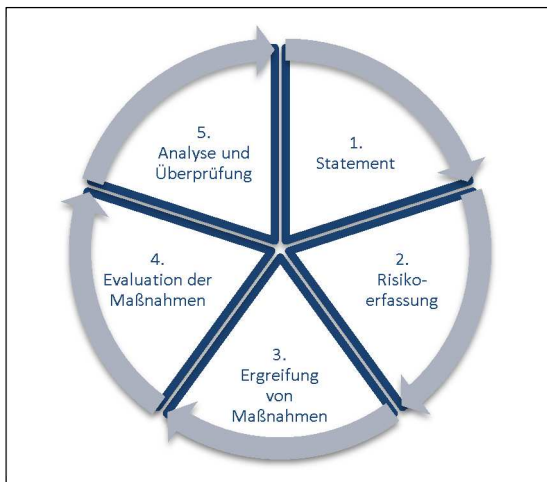 1.
Statement
2.
Risiko-
erfassung
3.
Ergreifung
von
Maßnahmen
4.
Evaluation der
Maßnahmen
5.
Analyse und
Überprüfung